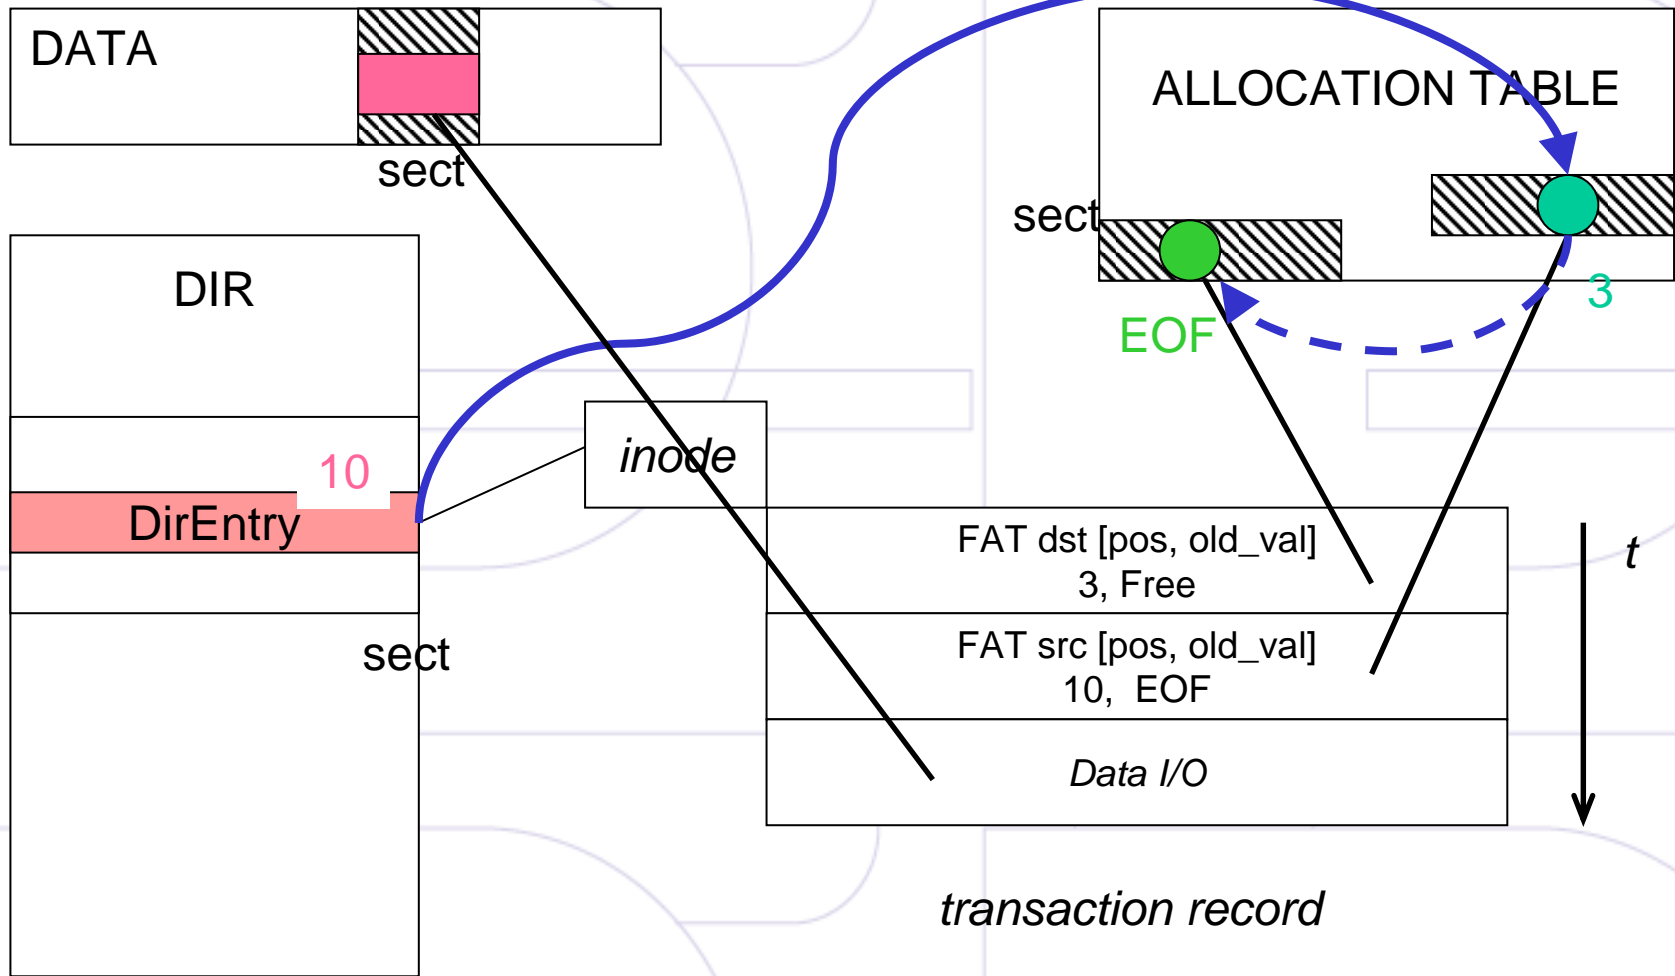 DATA
sect
ALLOCATION TABLE
sect
3
EOF
DIR
10
DirEntry
sect
inode
FAT dst [pos, old_val]
3, Free
FAT src [pos, old_val]
10, EOF
Data I/O
t
transaction record